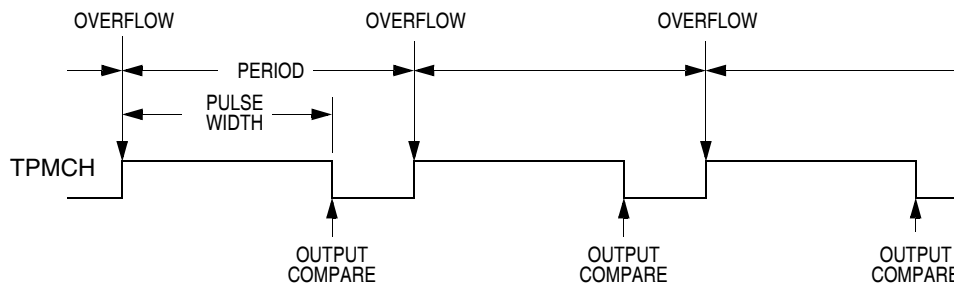 OVERFLOW OVERFLOW OVERFLOW
PERIOD
PULSE
WIDTH
TPMCH
OUTPUT
COMPARE
OUTPUT
COMPARE
OUTPUT
COMPARE